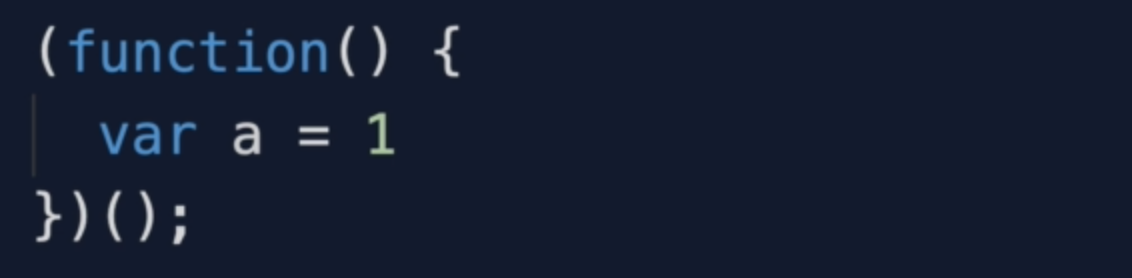 (function() {
  var a = 1
})();